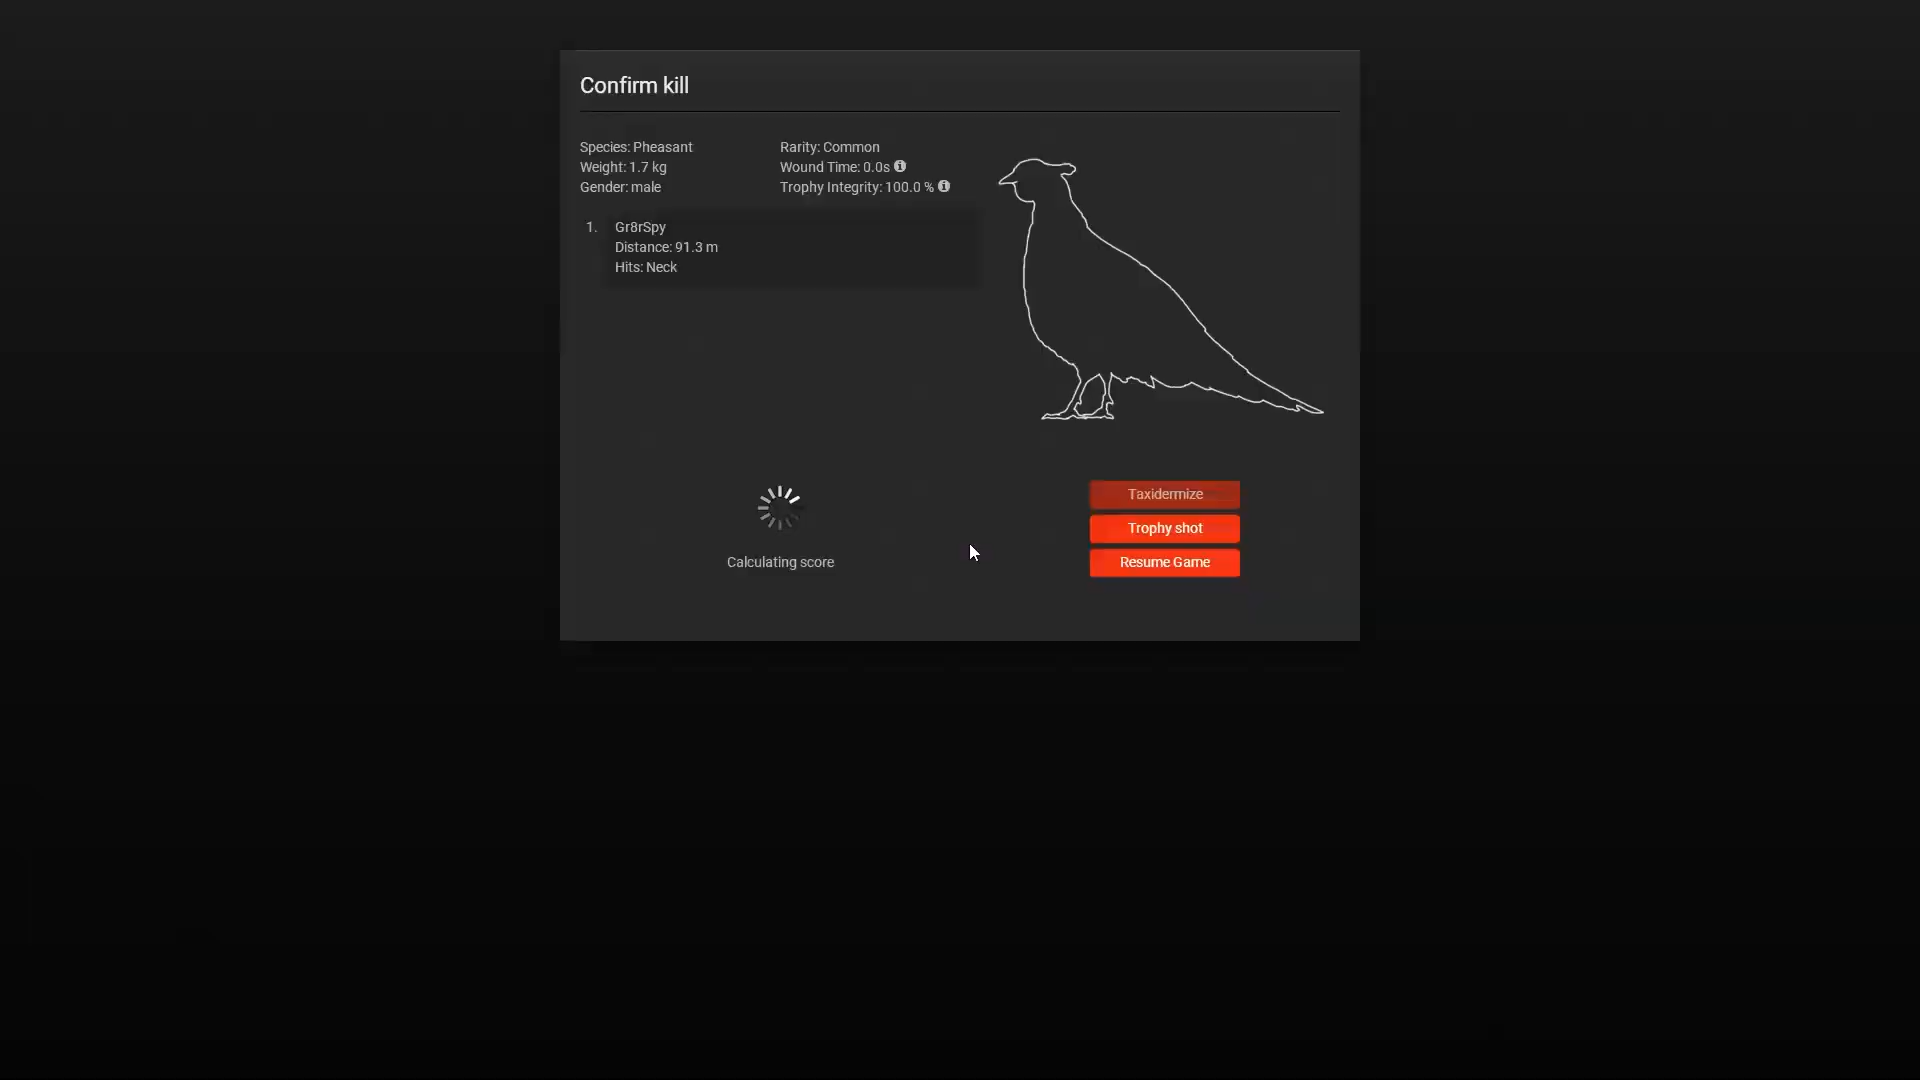 Confirm kill
Species: Pheasant
Weight: 1.7 kg
Gender: male
Rarity: Common
Wound Time: 0.0s
Trophy Integrity: 100.0 %
1. Gr8rSpy
Distance: 91.3 m
Hits: Neck
Calculating score
Taxidermize
Trophy shot
Resume Game